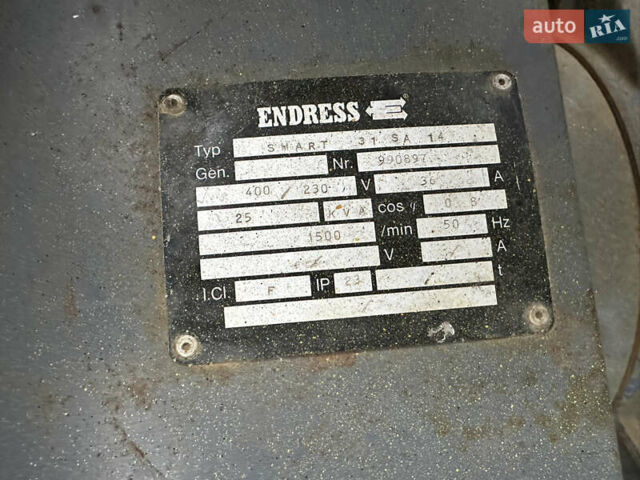 auto RIA .com
ENDRESS
Typ SMART 31 SA 14
Gen. Nr. 990897
400 / 230 V 36 A
25 KVA cos φ 0 8
1500 /min 50 Hz
V A
I.Cl. F IP 23 t